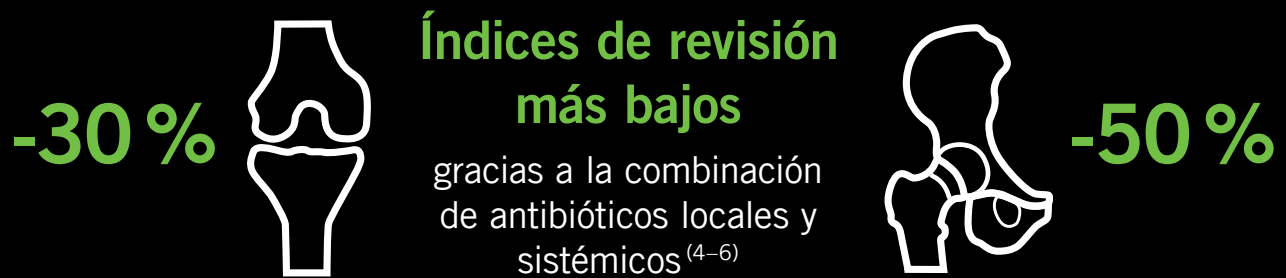 -30 %
Índices de revisión
más bajos
gracias a la combinación
de antibióticos locales y
sistémicos (4–6)
-50 %